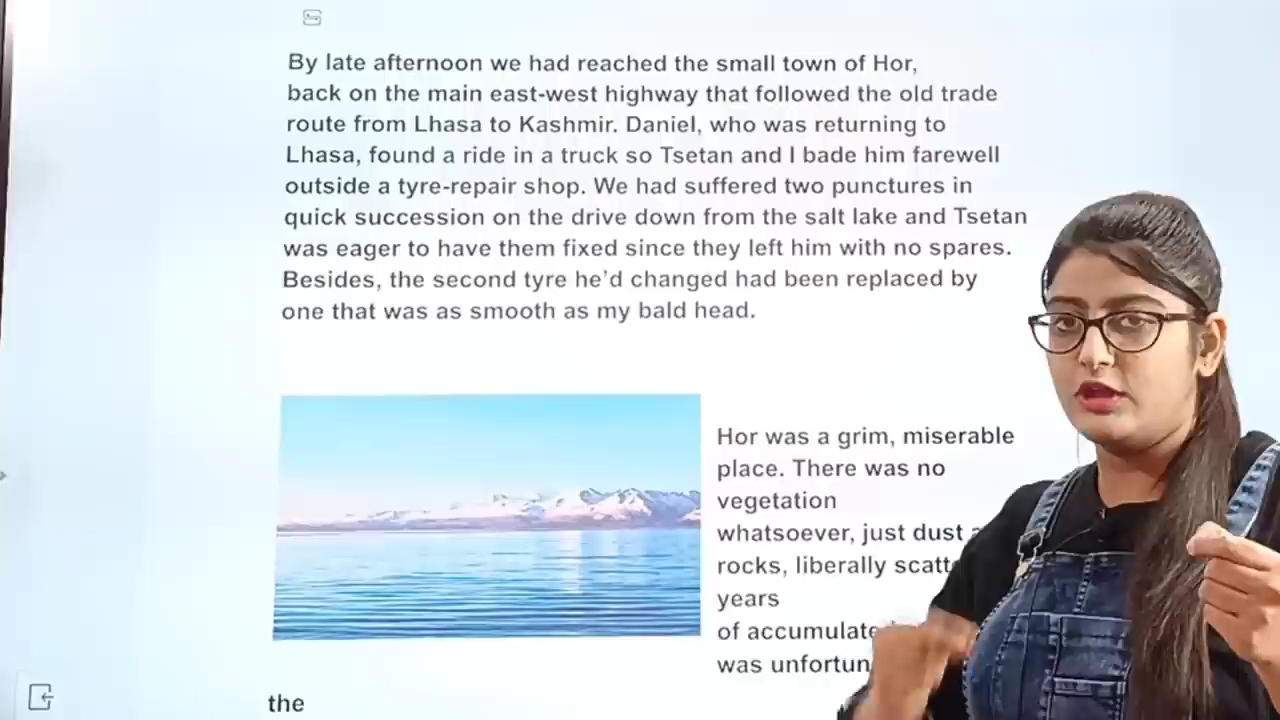 By late afternoon we had reached the small town of Hor,
back on the main east-west highway that followed the old trade
route from Lhasa to Kashmir. Daniel, who was returning to
Lhasa, found a ride in a truck so Tsetan and I bade him farewell
outside a tyre-repair shop. We had suffered two punctures in
quick succession on the drive down from the salt lake and Tsetan
was eager to have them fixed since they left him with no spares.
Besides, the second tyre he'd changed had been replaced by
one that was as smooth as my bald head.
Hor was a grim, miserable
place. There was no
vegetation
whatsoever, just dust
rocks, liberally
years
of
was
the